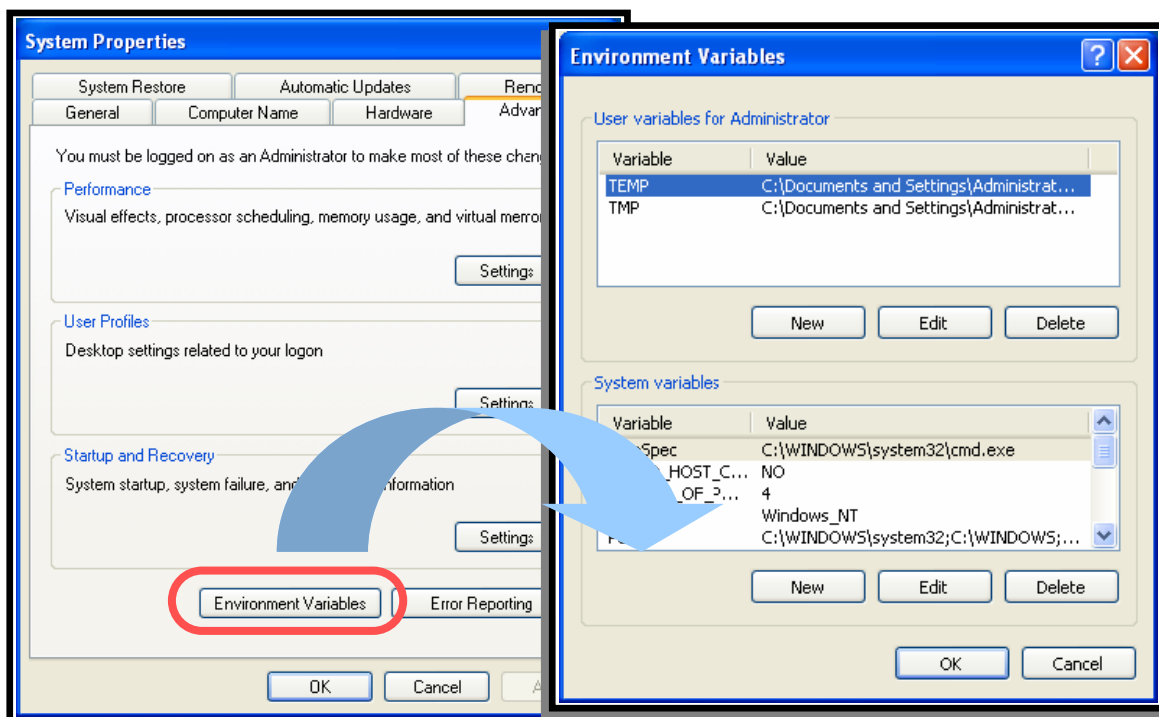 System Properties
System Restore
Automatic Updates
General
Computer Name
Hardware
You must be logged on as an Administrator to make most of these
Performance
Visual effects, processor scheduling, memory usage, and virtual
Settings
User Profiles
Desktop settings related to your logon
Settings
Startup and Recovery
System startup, system failure, and
Settings
Environment Variables
Error Reporting
OK
Cancel
Environment Variables
User variables for Administrator
Variable Value
TEMP C:\Documents and Settings\Administrat...
TMP C:\Documents and Settings\Administrat...
New
Edit
Delete
System variables
Variable Value
Spec C:\WINDOWS\system32\cmd.exe
_HOST_C... NO
_OF_P... 4
Windows_NT
C:\WINDOWS\system32;C:\WINDOWS;...
New
Edit
Delete
OK
Cancel